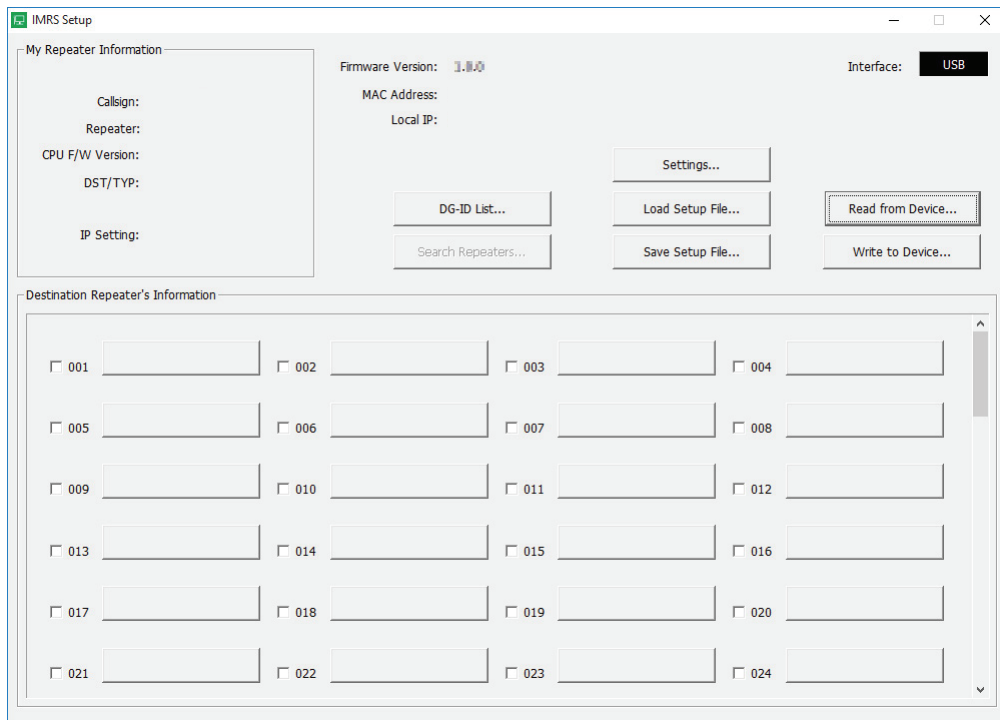 IMRS Setup
My Repeater Information
Callsign:
Repeater:
CPU F/W Version:
DST/TYP:
IP Setting:
Firmware Version:
MAC Address:
Local IP:
Interface: USB
Settings...
DG-ID List... Load Setup File... Read from Device...
Search Repeaters... Save Setup File... Write to Device...
Destination Repeater's Information
001 002 003 004
005 006 007 008
009 010 011 012
013 014 015 016
017 018 019 020
021 022 023 024